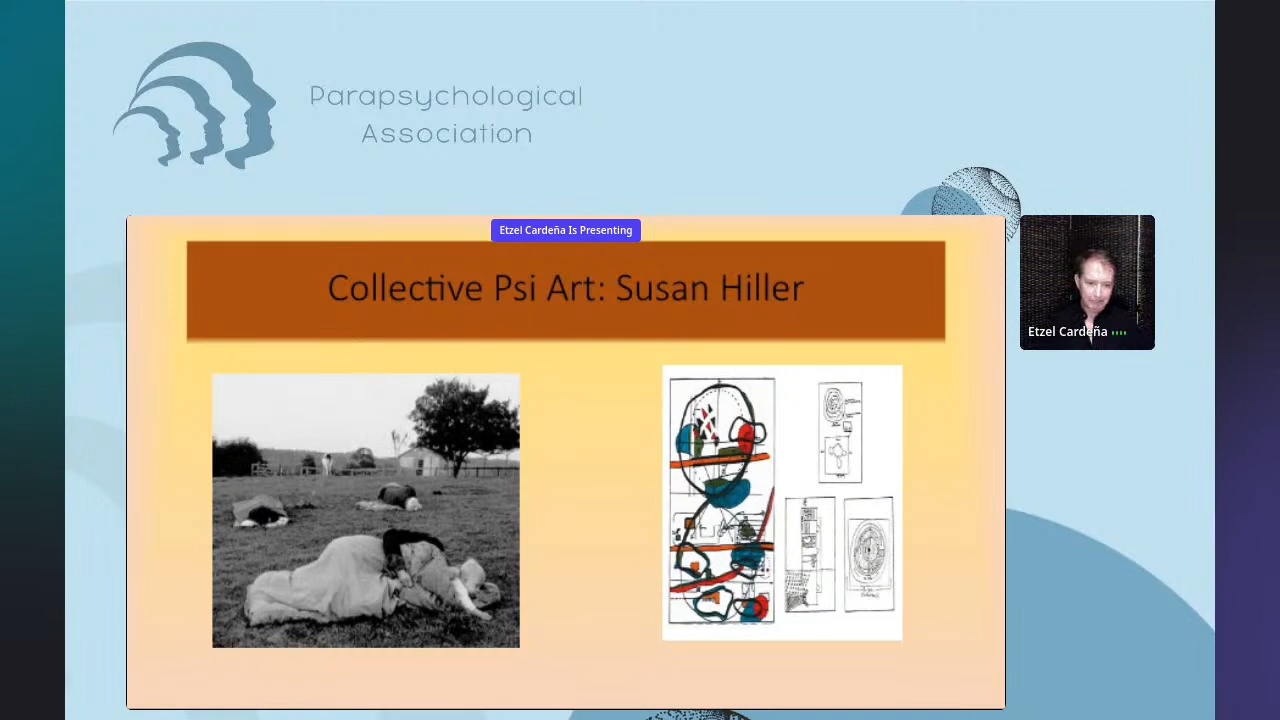 Parapsychological
Association
Etzel Cardeña Is Presenting
Collective Psi Art: Susan Hiller
Etzel Cardeña